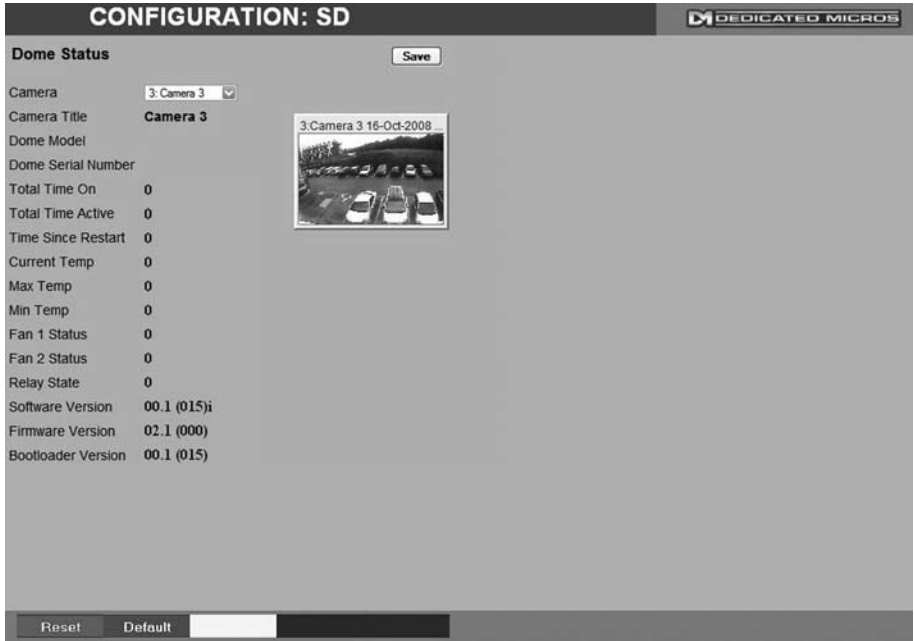 CONFIGURATION: SD
DEDICATED MICROS
Dome Status
Save
Camera 3: Camera 3
Camera Title Camera 3
3:Camera 3 16-Oct-2008 ...
Dome Model
Dome Serial Number
Total Time On 0
Total Time Active 0
Time Since Restart 0
Current Temp 0
Max Temp 0
Min Temp 0
Fan 1 Status 0
Fan 2 Status 0
Relay State 0
Software Version 00.1 (015)i
Firmware Version 02.1 (000)
Bootloader Version 00.1 (015)
Reset Default